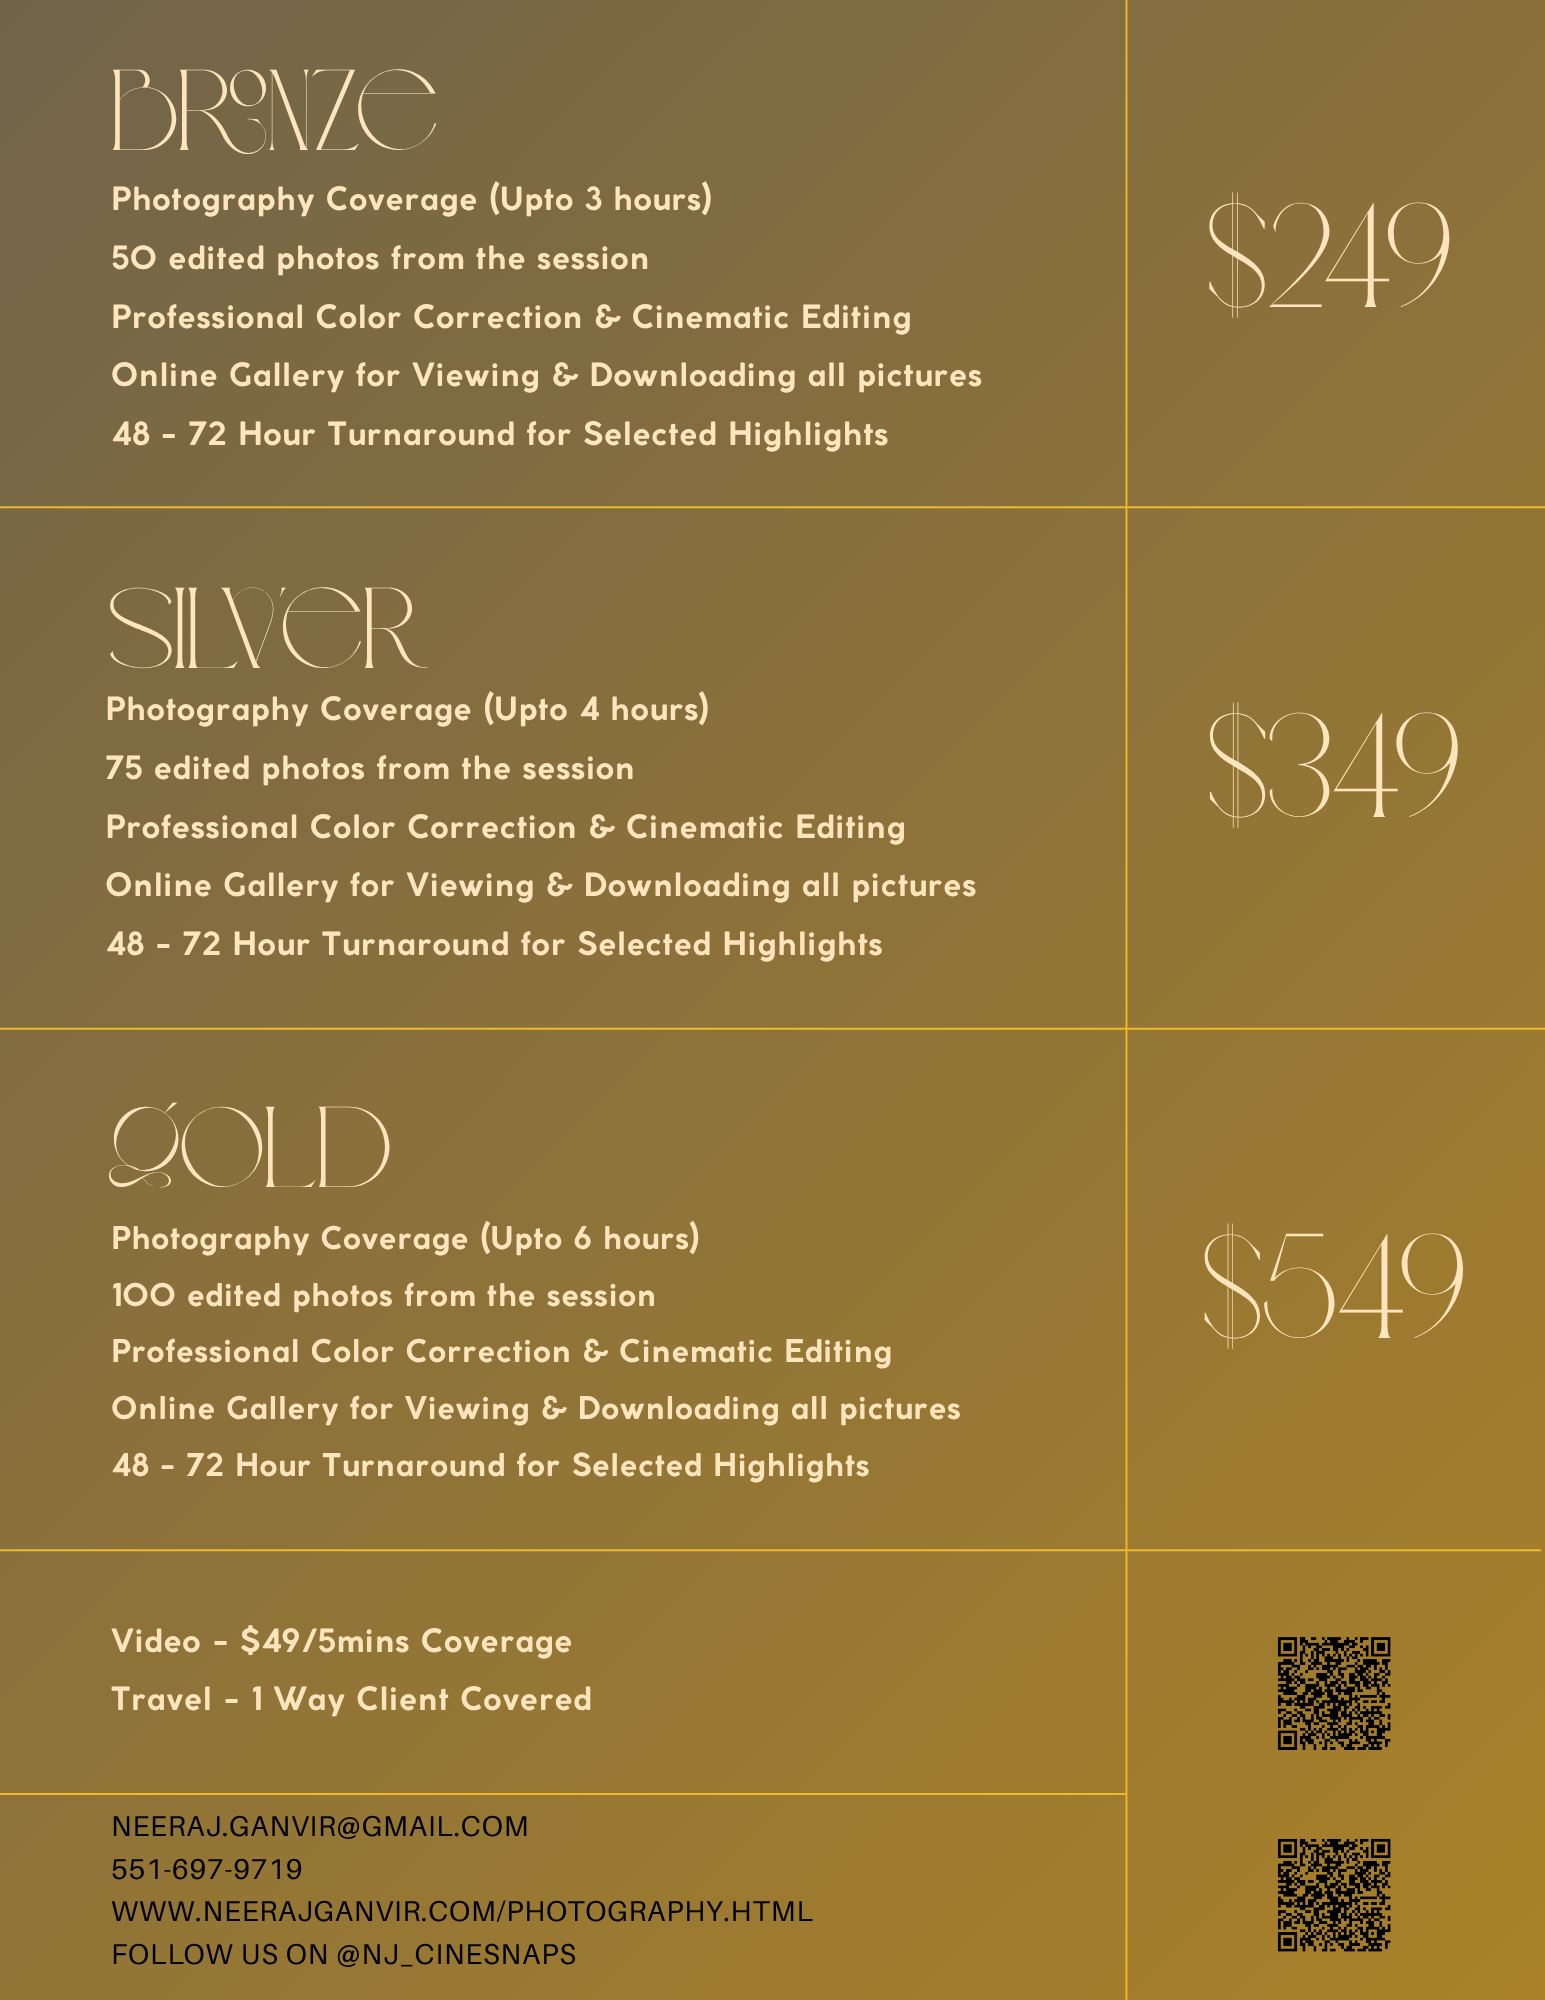 BRONZE
Photography Coverage (Upto 3 hours)
50 edited photos from the session
Professional Color Correction & Cinematic Editing
Online Gallery for Viewing & Downloading all pictures
48 - 72 Hour Turnaround for Selected Highlights
$249
SILVER
Photography Coverage (Upto 4 hours)
75 edited photos from the session
Professional Color Correction & Cinematic Editing
Online Gallery for Viewing & Downloading all pictures
48 - 72 Hour Turnaround for Selected Highlights
$349
GOLD
Photography Coverage (Upto 6 hours)
100 edited photos from the session
Professional Color Correction & Cinematic Editing
Online Gallery for Viewing & Downloading all pictures
48 - 72 Hour Turnaround for Selected Highlights
$549
Video - $49/5mins Coverage
Travel - 1 Way Client Covered
NEERAJ.GANVIR@GMAIL.COM
551-697-9719
WWW.NEERAJGANVIR.COM/PHOTOGRAPHY.HTML
FOLLOW US ON @NJ_CINESNAPS